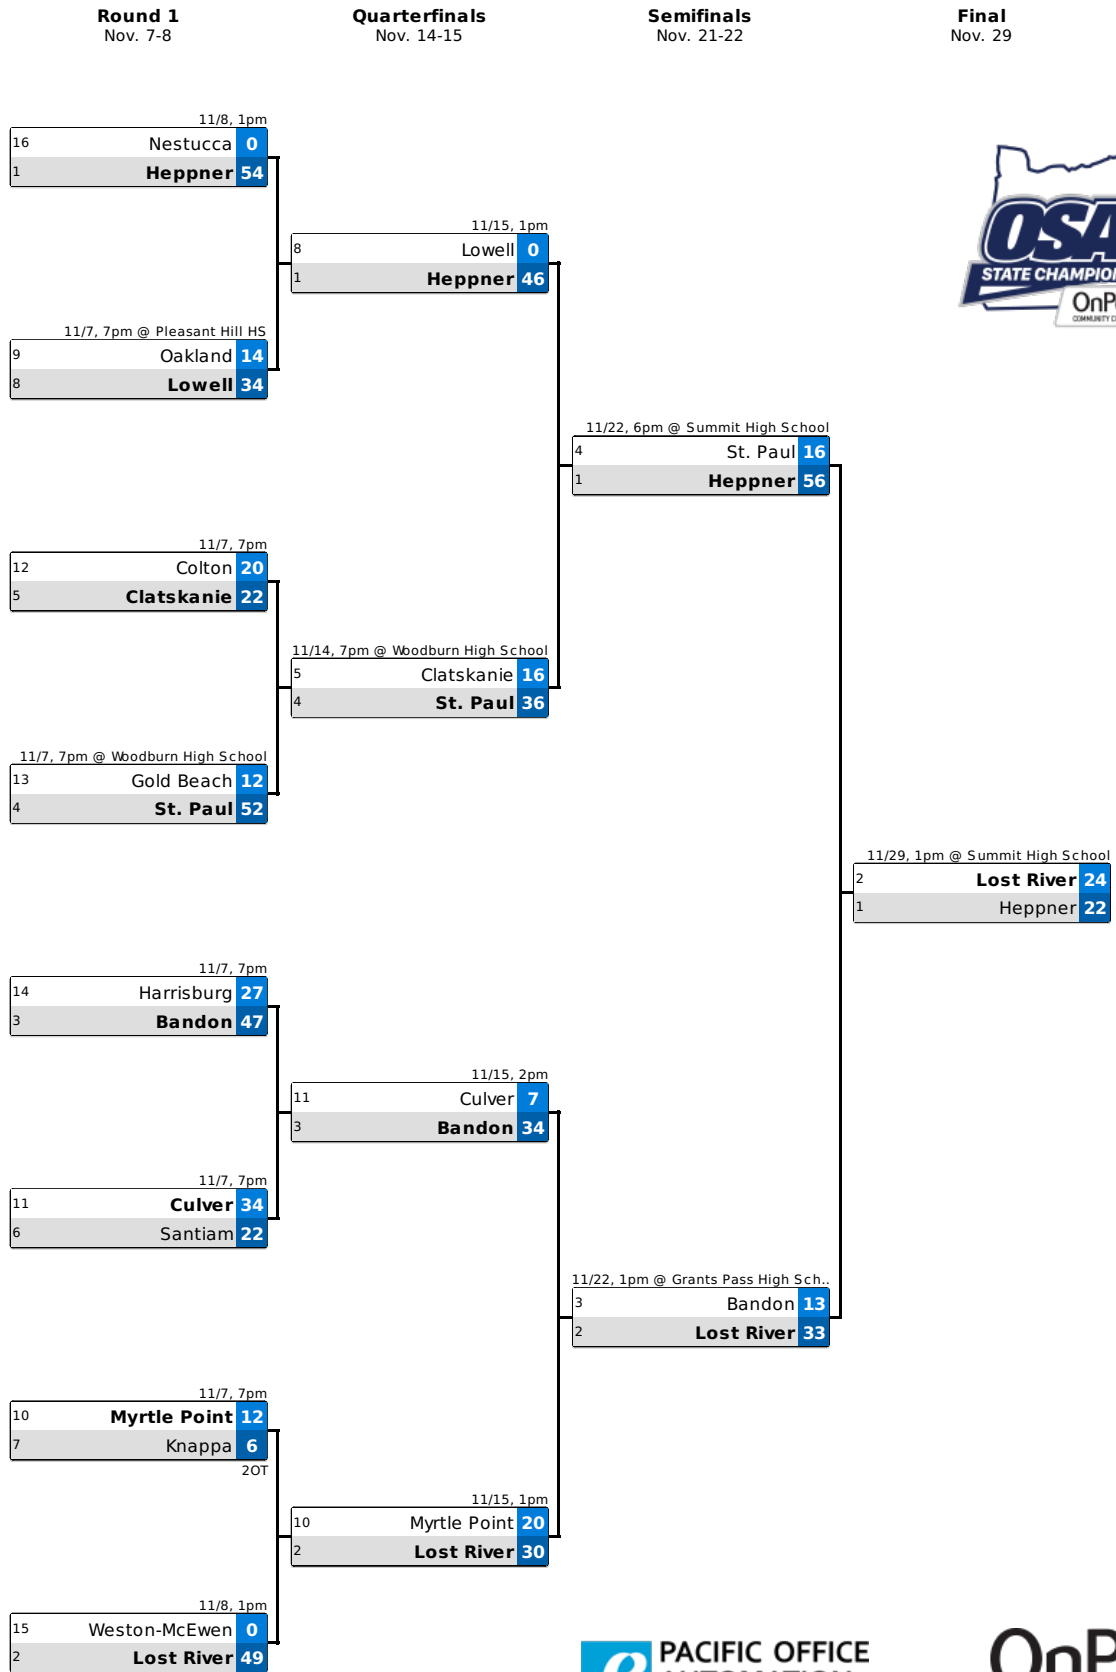 Round 1
Nov. 7-8
Quarterfinals
Nov. 14-15
Semifinals
Nov. 21-22
Final
Nov. 29
11/8, 1pm
16 Nestucca 0
1 Heppner 54
11/7, 7pm @ Pleasant Hill HS
9 Oakland 14
8 Lowell 34
11/7, 7pm
12 Colton 20
5 Clatskanie 22
11/7, 7pm @ Woodburn High School
13 Gold Beach 12
4 St. Paul 52
11/7, 7pm
14 Harrisburg 27
3 Bandon 47
11/7, 7pm
11 Culver 34
6 Santiam 22
11/7, 7pm
10 Myrtle Point 12
7 Knappa 6
2OT
11/8, 1pm
15 Weston-McEwen 0
2 Lost River 49
11/15, 1pm
8 Lowell 0
1 Heppner 46
11/14, 7pm @ Woodburn High School
5 Clatskanie 16
4 St. Paul 36
11/15, 2pm
11 Culver 7
3 Bandon 34
11/15, 1pm
10 Myrtle Point 20
2 Lost River 30
11/22, 6pm @ Summit High School
4 St. Paul 16
1 Heppner 56
11/22, 1pm @ Grants Pass High Sch..
3 Bandon 13
2 Lost River 33
11/29, 1pm @ Summit High School
2 Lost River 24
1 Heppner 22
OSA
STATE CHAMPIO
OnP
PACIFIC OFFICE
AUTOMATION
OnP